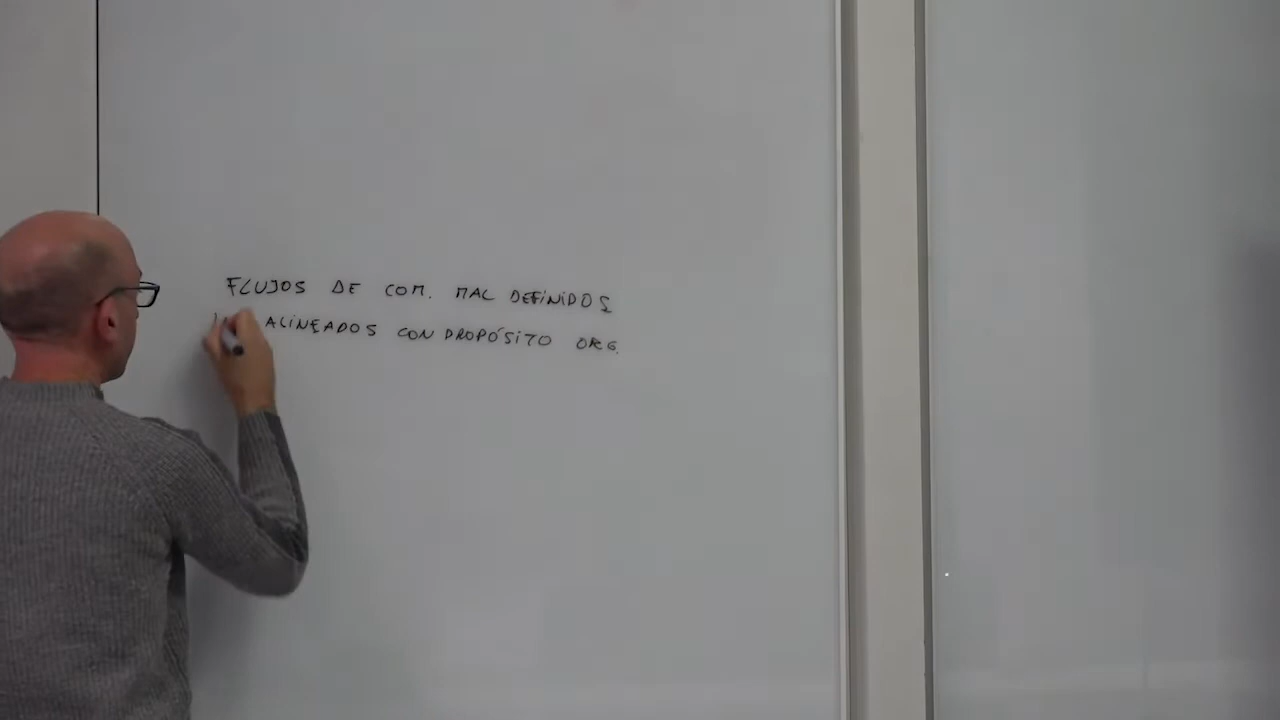 FLUJOS DE COM. MAL DEFINIDOS
ALINEADOS CON PROPÓSITO ORG.